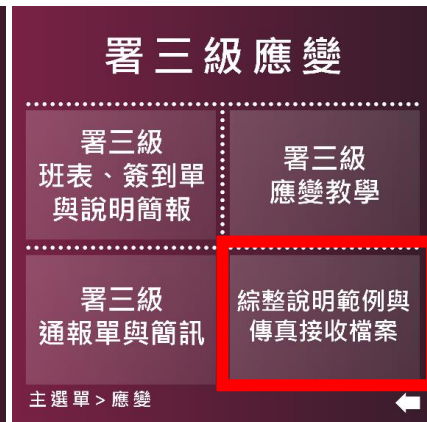 署三級應變
署三級
班表、簽到單
與說明簡報
署三級
應變教學
署三級
通報單與簡訊
綜整說明範例與
傳真接收檔案
主選單>應變